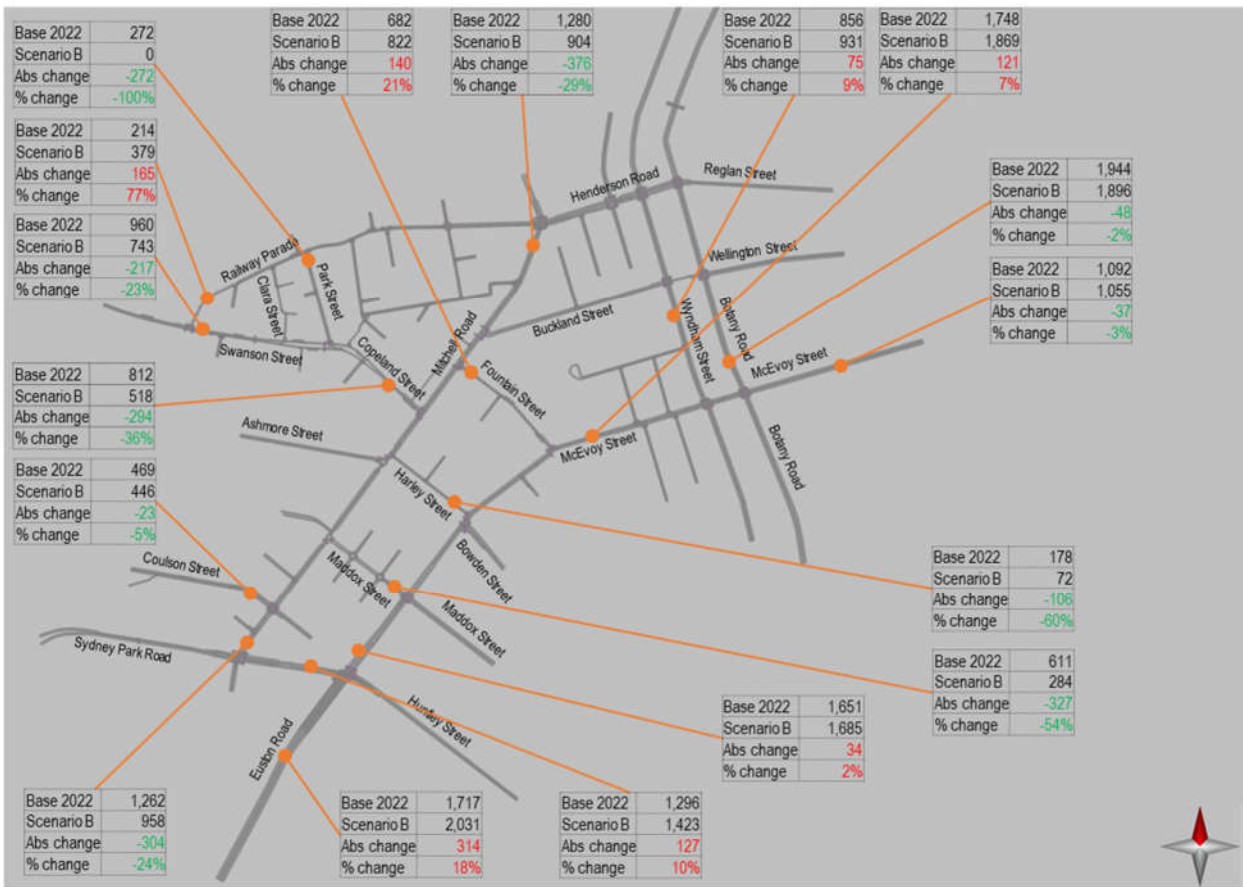 Base 2022 272
Scenario B 0
Abs change -272
% change -100%
Base 2022 682
Scenario B 822
Abs change 140
% change 21%
Base 2022 1,280
Scenario B 904
Abs change -376
% change -29%
Base 2022 856
Scenario B 931
Abs change 75
% change 9%
Base 2022 1,748
Scenario B 1,869
Abs change 121
% change 7%
Base 2022 214
Scenario B 379
Abs change 165
% change 77%
Base 2022 1,944
Scenario B 1,896
Abs change -48
% change -2%
Base 2022 960
Scenario B 743
Abs change -217
% change -23%
Base 2022 1,092
Scenario B 1,055
Abs change -37
% change -3%
Henderson Road
Reglan Street
Railway Parade
Clara Street
Park Street
Wellington Street
Swanson Street
Copeland Street
Mitchell Road
Buckland Street
Wyndham Street
Botany Road
McEvoy Street
Fountain Street
Base 2022 812
Scenario B 518
Abs change -294
% change -36%
Ashmore Street
McEvoy Street
Botany Road
Harley Street
Base 2022 469
Scenario B 446
Abs change -23
% change -5%
Coulson Street
Maddox Street
Bowden Street
Maddox Street
Sydney Park Road
Huntley Street
Euston Road
Base 2022 178
Scenario B 72
Abs change -106
% change -60%
Base 2022 611
Scenario B 284
Abs change -327
% change -54%
Base 2022 1,651
Scenario B 1,685
Abs change 34
% change 2%
Base 2022 1,262
Scenario B 958
Abs change -304
% change -24%
Base 2022 1,717
Scenario B 2,031
Abs change 314
% change 18%
Base 2022 1,296
Scenario B 1,423
Abs change 127
% change 10%